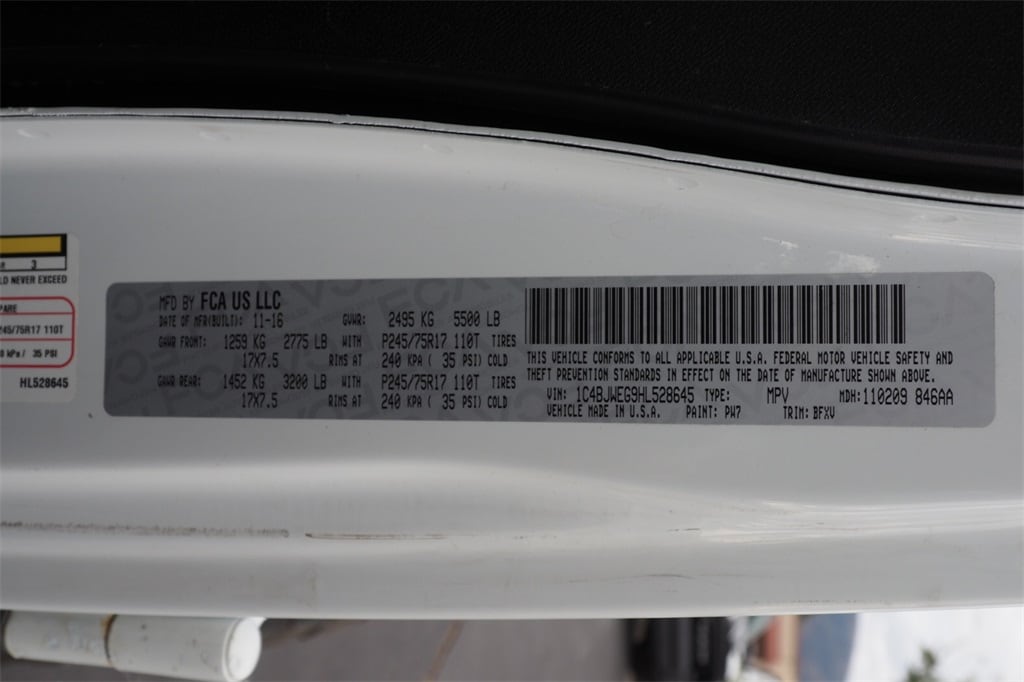 3
LD NEVER EXCEED
PARE
245/75R17 110T
0 kPa / 35 PSI
HL528645
MFD BY FCA US LLC
DATE OF MFR(BUILT): 11-16 GVWR: 2495 KG 5500 LB
GAWR FRONT: 1259 KG 2775 LB WITH P245/75R17 110T TIRES
17X7.5 RIMS AT 240 KPA ( 35 PSI) COLD
GAWR REAR: 1452 KG 3200 LB WITH P245/75R17 110T TIRES
17X7.5 RIMS AT 240 KPA ( 35 PSI) COLD
THIS VEHICLE CONFORMS TO ALL APPLICABLE U.S.A. FEDERAL MOTOR VEHICLE SAFETY AND
THEFT PREVENTION STANDARDS IN EFFECT ON THE DATE OF MANUFACTURE SHOWN ABOVE.
VIN: 1C4BJWEG9HL528645 TYPE: MPV MDH:110209 846AA
VEHICLE MADE IN U.S.A. PAINT: PW7 TRIM: BFXV